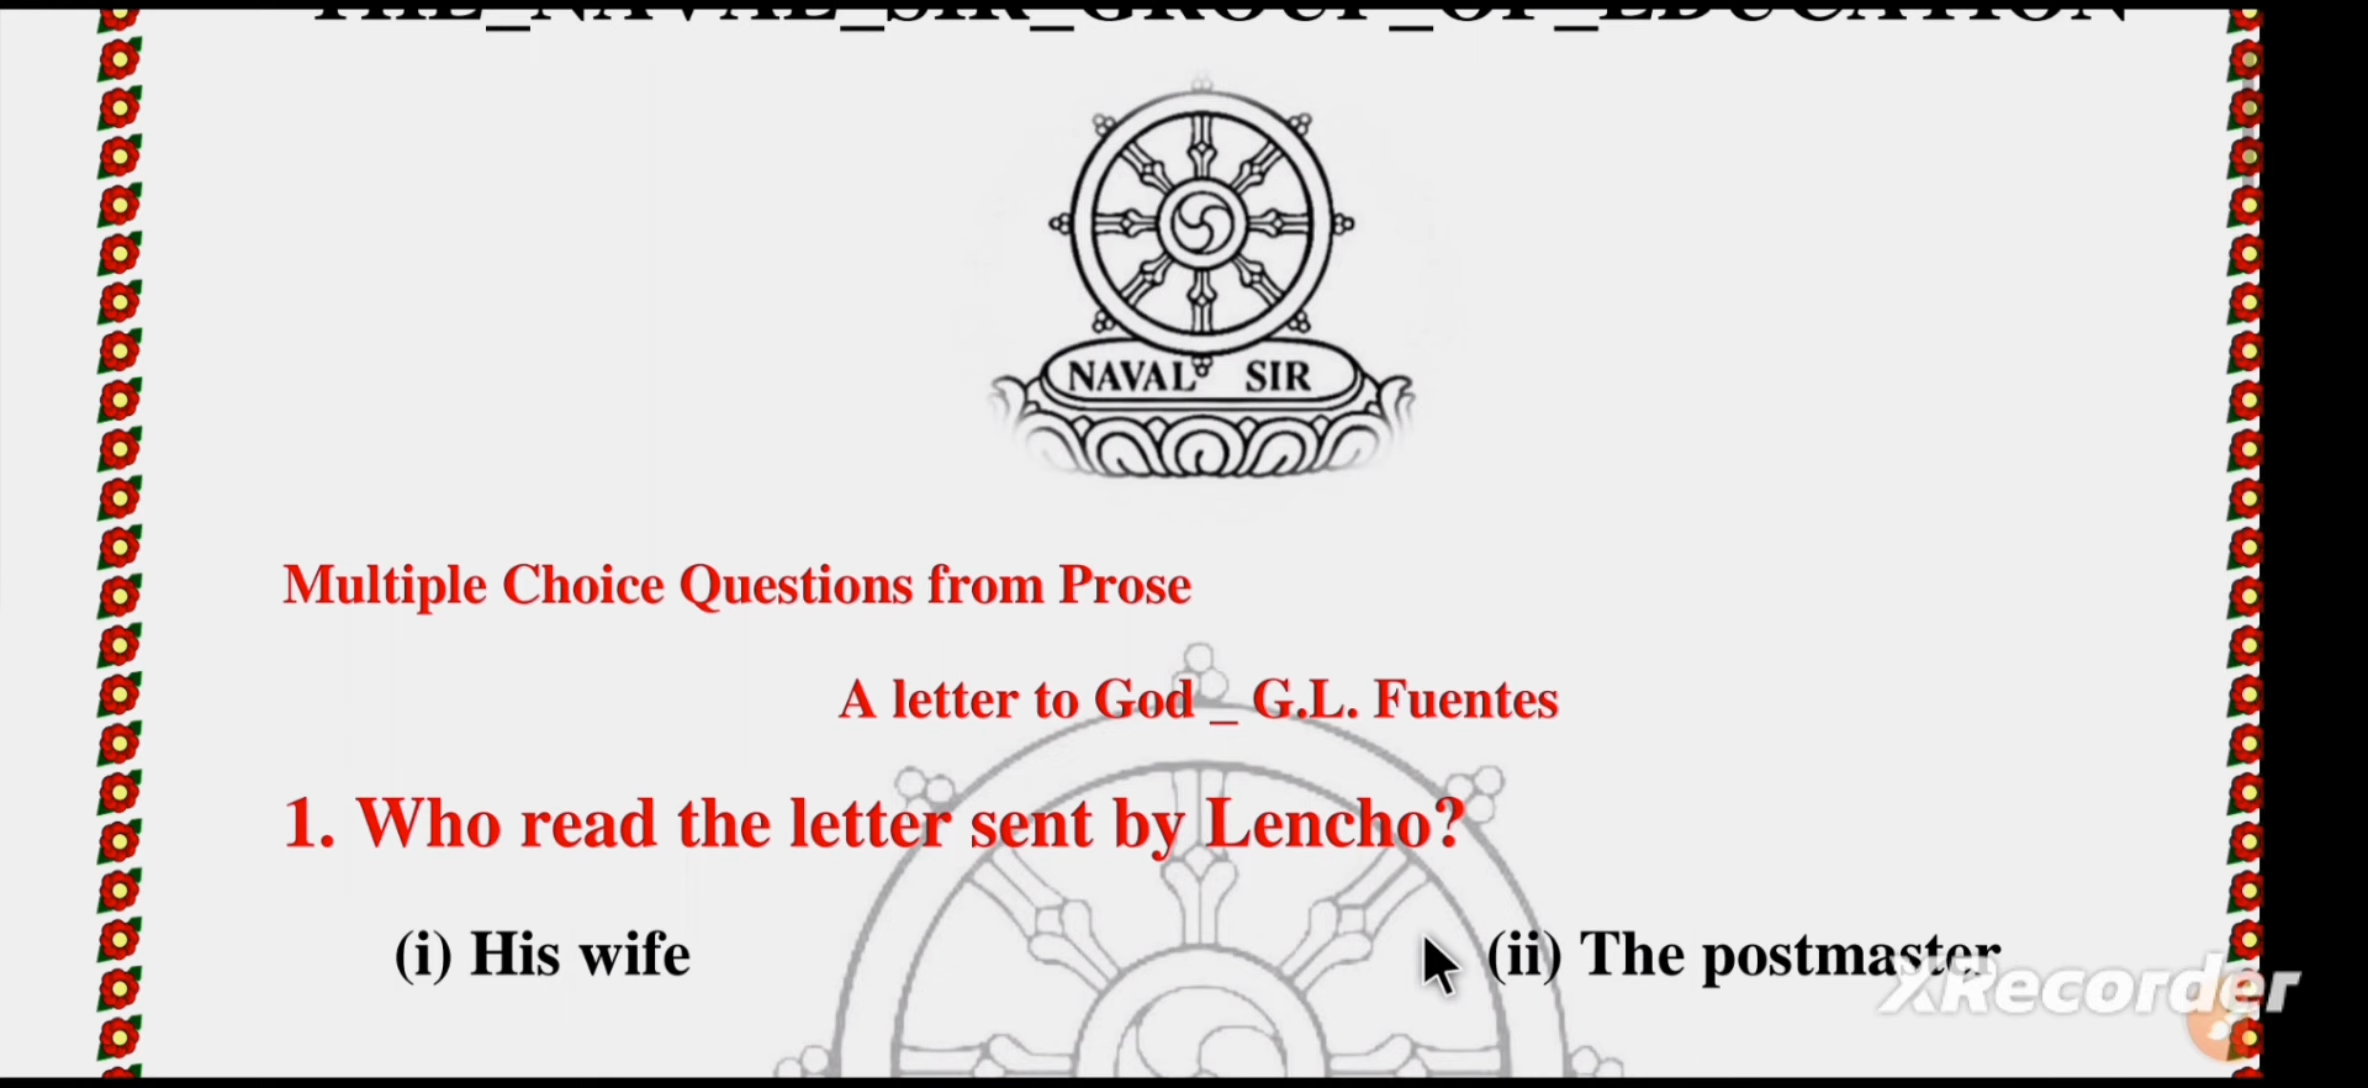 THE_NAVAL_SIR_GROUP_OF_EDUCATION
NAVAL SIR
Multiple Choice Questions from Prose
A letter to God _ G.L. Fuentes
1. Who read the letter sent by Lencho?
(i) His wife (ii) The postmaster
XRecorder